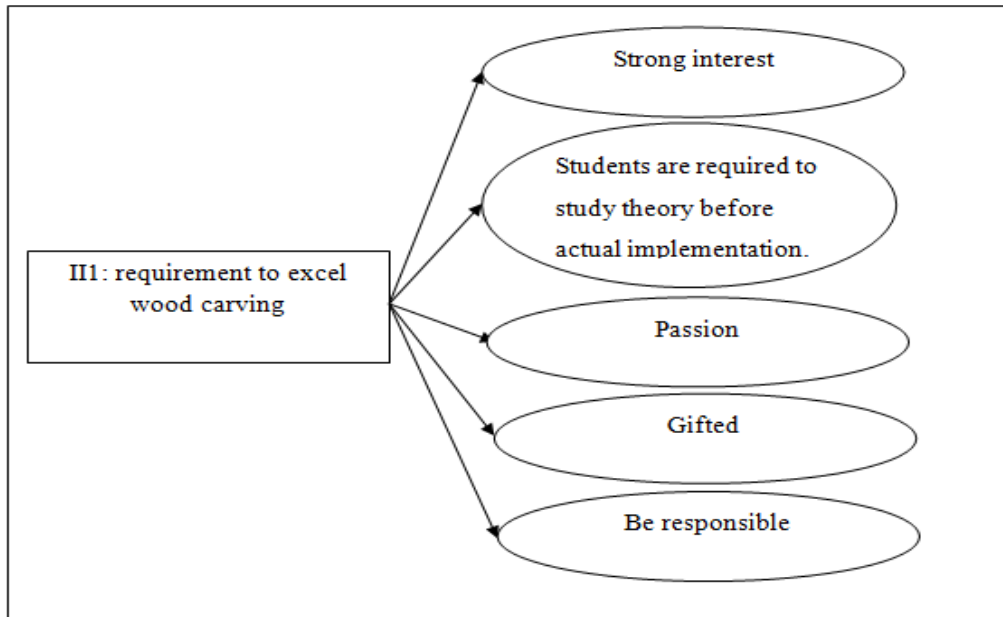 Strong interest
Students are required to
study theory before
actual implementation.
II1: requirement to excel
wood carving
Passion
Gifted
Be responsible